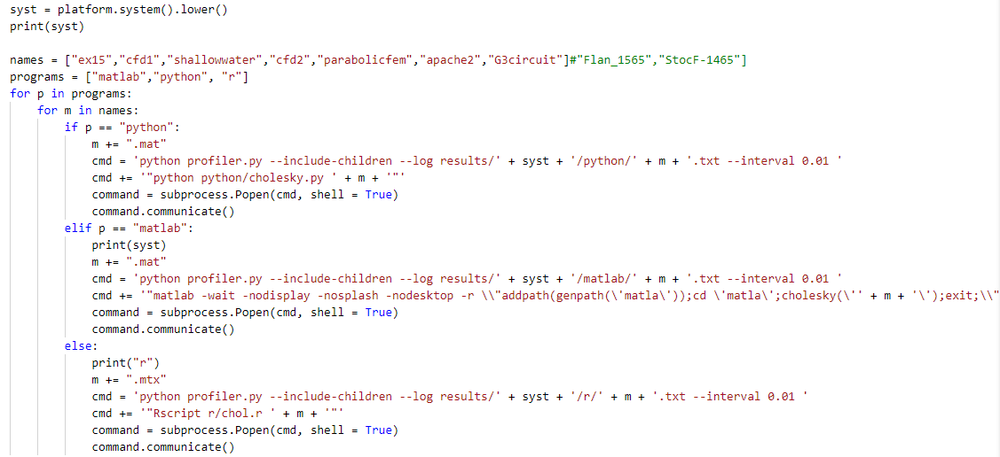 syst = platform.system().lower()
print(syst)
names = ["ex15","cfd1","shallowwater","cfd2","parabolicfem","apache2","G3circuit"]#"Flan_1565","StocF-1465"]
programs = ["matlab","python", "r"]
for p in programs:
    for m in names:
        if p == "python":
            m += ".mat"
            cmd = 'python profiler.py --include-children --log results/' + syst + '/python/' + m + '.txt --interval 0.01 '
            cmd += '"python python/cholesky.py ' + m + '"'
            command = subprocess.Popen(cmd, shell = True)
            command.communicate()
        elif p == "matlab":
            print(syst)
            m += ".mat"
            cmd = 'python profiler.py --include-children --log results/' + syst + '/matlab/' + m + '.txt --interval 0.01 '
            cmd += '"matlab -wait -nodisplay -nosplash -nodesktop -r \\"addpath(genpath(\'matla\'));cd \'matla\';cholesky(\'' + m + '\');exit;\\"
            command = subprocess.Popen(cmd, shell = True)
            command.communicate()
        else:
            print("r")
            m += ".mtx"
            cmd = 'python profiler.py --include-children --log results/' + syst + '/r/' + m + '.txt --interval 0.01 '
            cmd += '"Rscript r/chol.r ' + m + '"'
            command = subprocess.Popen(cmd, shell = True)
            command.communicate()